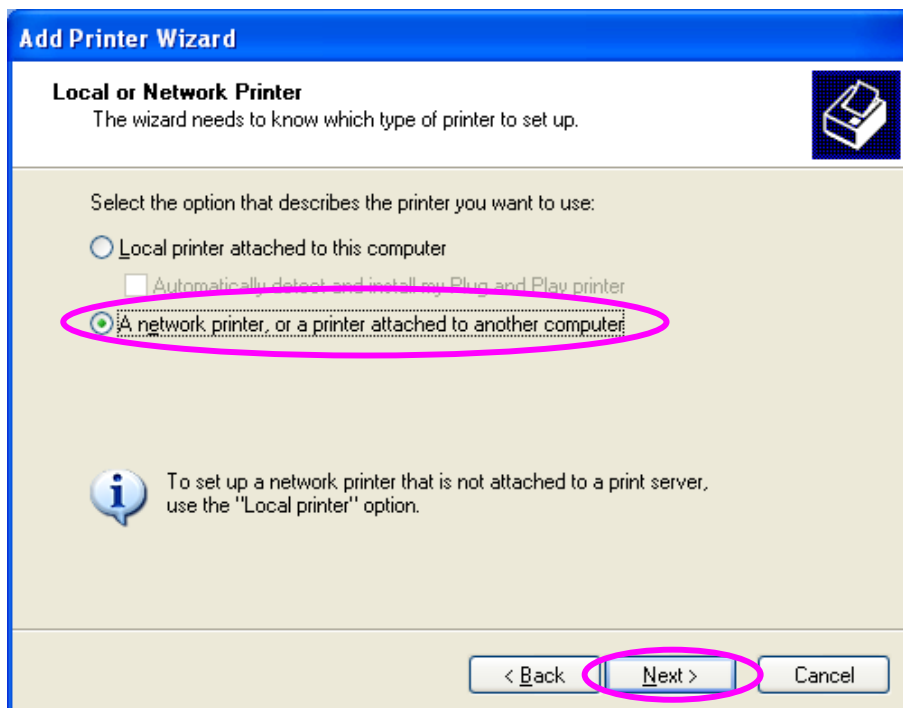 Add Printer Wizard
Local or Network Printer
The wizard needs to know which type of printer to set up.
Select the option that describes the printer you want to use:
Local printer attached to this computer
Automatically detect and install my Plug and Play printer
A network printer, or a printer attached to another computer
To set up a network printer that is not attached to a print server,
use the "Local printer" option.
< Back
Next >
Cancel